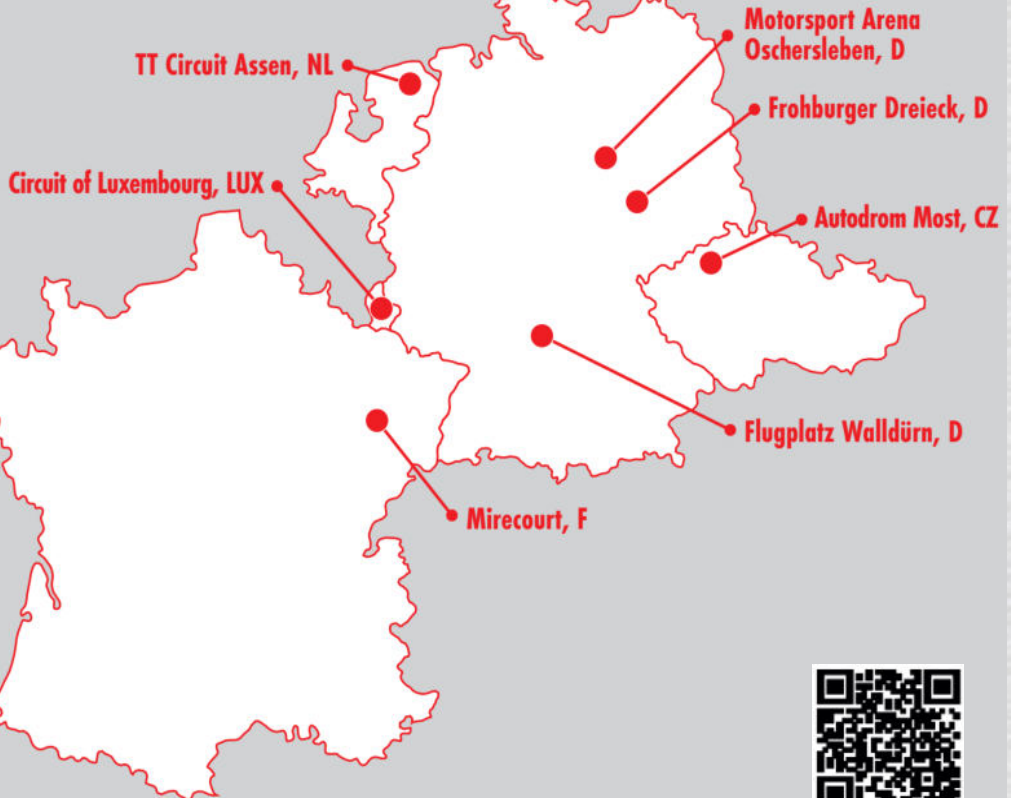 Motorsport Arena
Oschersleben, D
TT Circuit Assen, NL
Frohburger Dreieck, D
Circuit of Luxembourg, LUX
Autodrom Most, CZ
Flugplatz Walldürn, D
Mirecourt, F